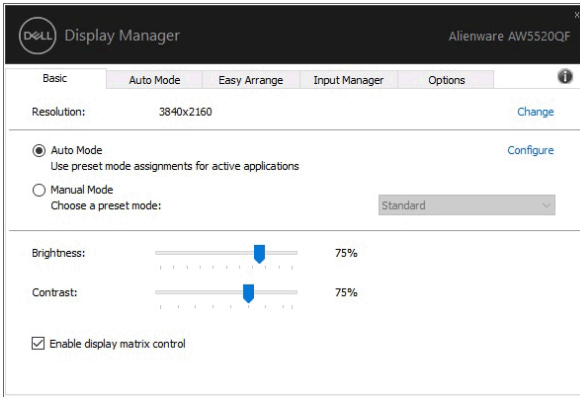 DELL Display Manager
Alienware AW5520QF
Basic Auto Mode Easy Arrange Input Manager Options
Resolution: 3840x2160 Change
Auto Mode Configure
Use preset mode assignments for active applications
Manual Mode
Choose a preset mode: Standard
Brightness: 75%
Contrast: 75%
Enable display matrix control